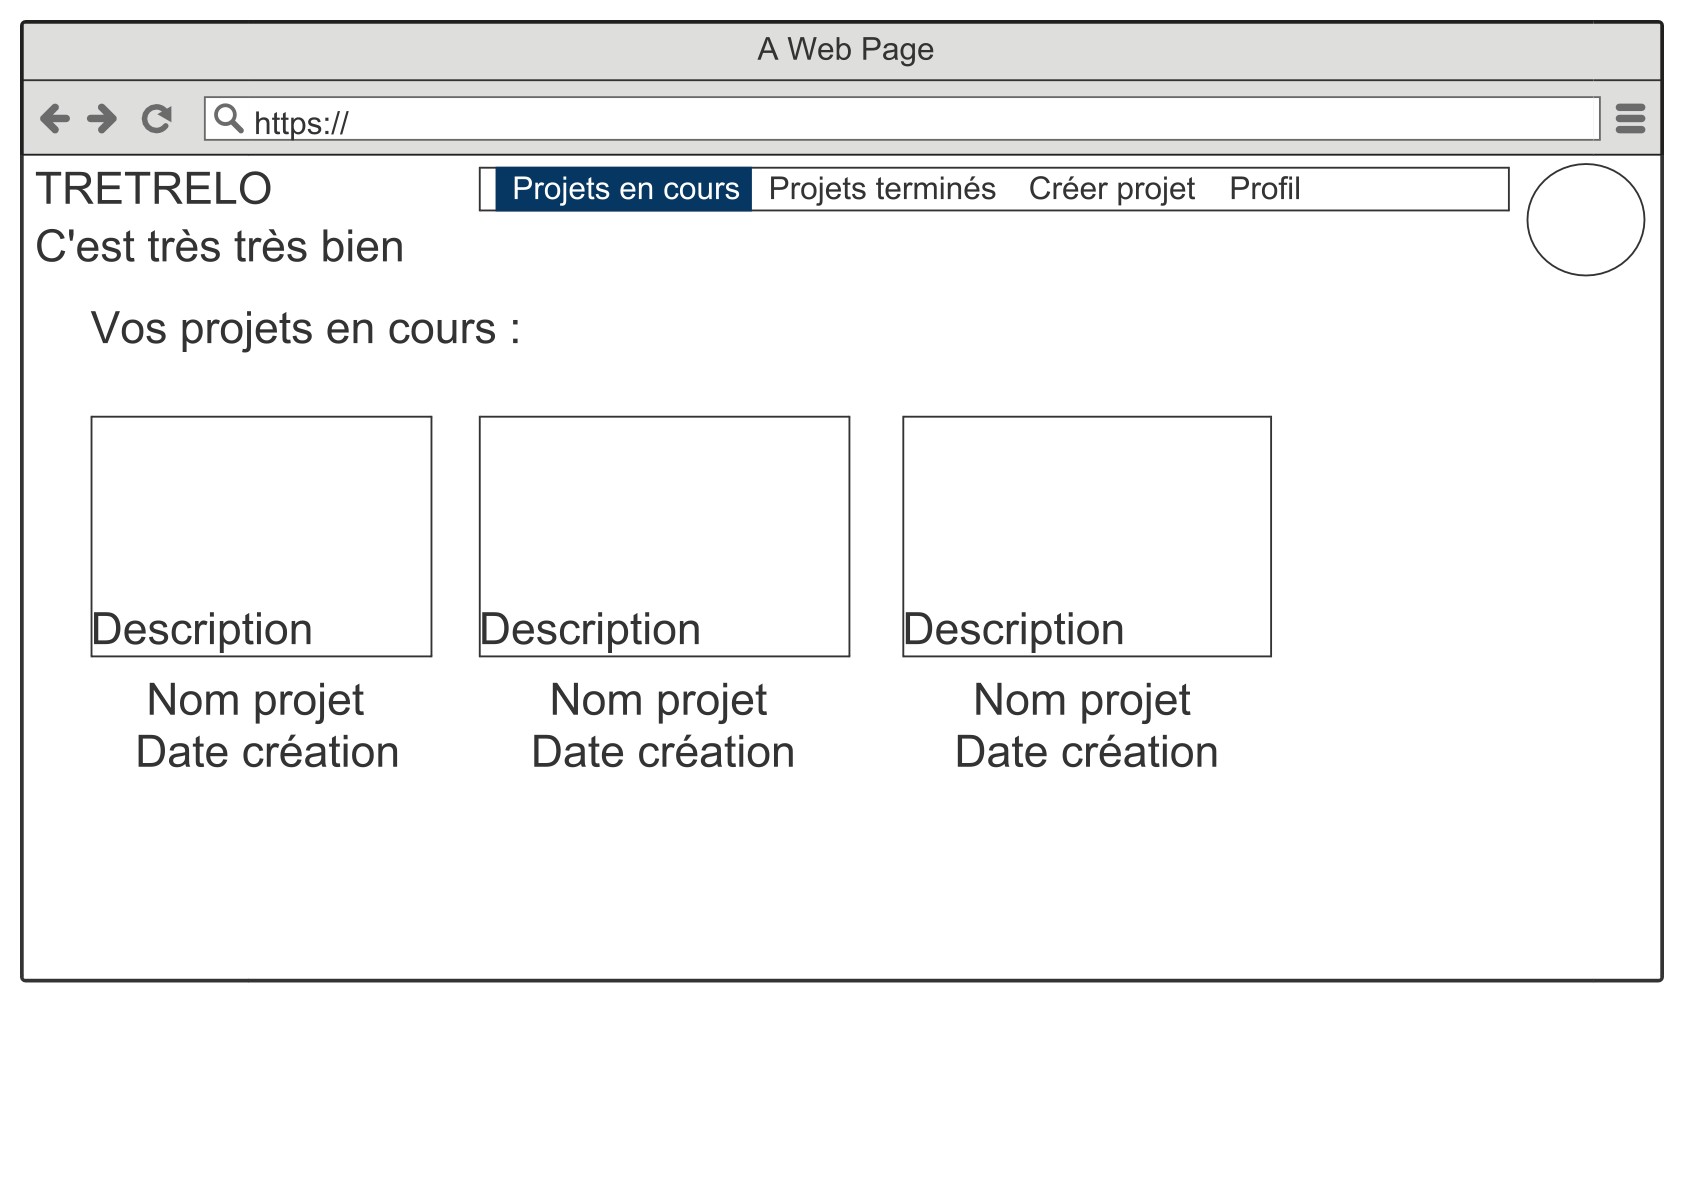 A Web Page
https://
TRETRELO
Projets en cours Projets terminés Créer projet Profil
C'est très très bien
Vos projets en cours :
Description Description Description
Nom projet Nom projet Nom projet
Date création Date création Date création